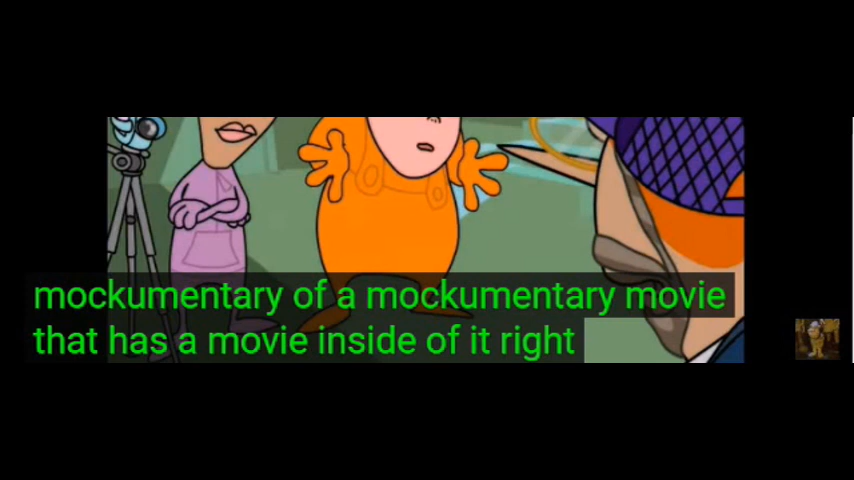 mockumentary of a mockumentary movie
that has a movie inside of it right